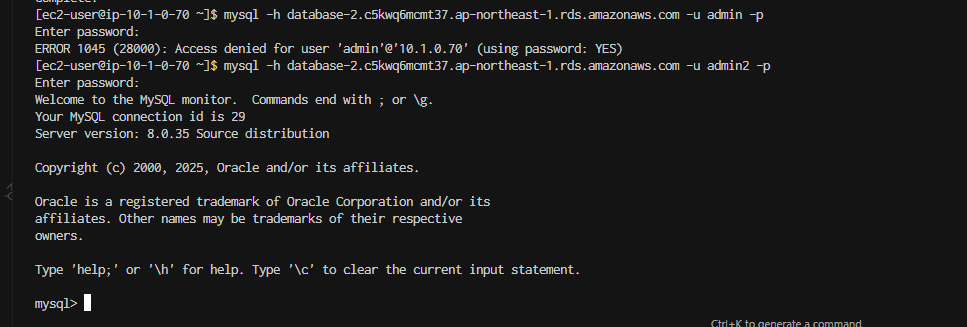 Complete!
[ec2-user@ip-10-1-0-70 ~]$ mysql -h database-2.c5kwq6mcmt37.ap-northeast-1.rds.amazonaws.com -u admin -p
Enter password:
ERROR 1045 (28000): Access denied for user 'admin'@'10.1.0.70' (using password: YES)
[ec2-user@ip-10-1-0-70 ~]$ mysql -h database-2.c5kwq6mcmt37.ap-northeast-1.rds.amazonaws.com -u admin2 -p
Enter password:
Welcome to the MySQL monitor.  Commands end with ; or \g.
Your MySQL connection id is 29
Server version: 8.0.35 Source distribution
Copyright (c) 2000, 2025, Oracle and/or its affiliates.
Oracle is a registered trademark of Oracle Corporation and/or its
affiliates. Other names may be trademarks of their respective
owners.
Type 'help;' or '\h' for help. Type '\c' to clear the current input statement.
mysql>
Ctrl+K to generate a command